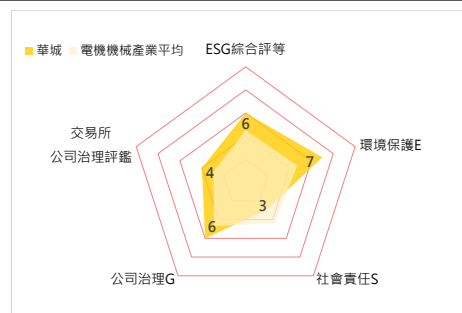 華城 電機機械產業平均
ESG綜合評等
6
交易所
公司治理評鑑
環境保護E
7
4
3
6
公司治理G
社會責任S